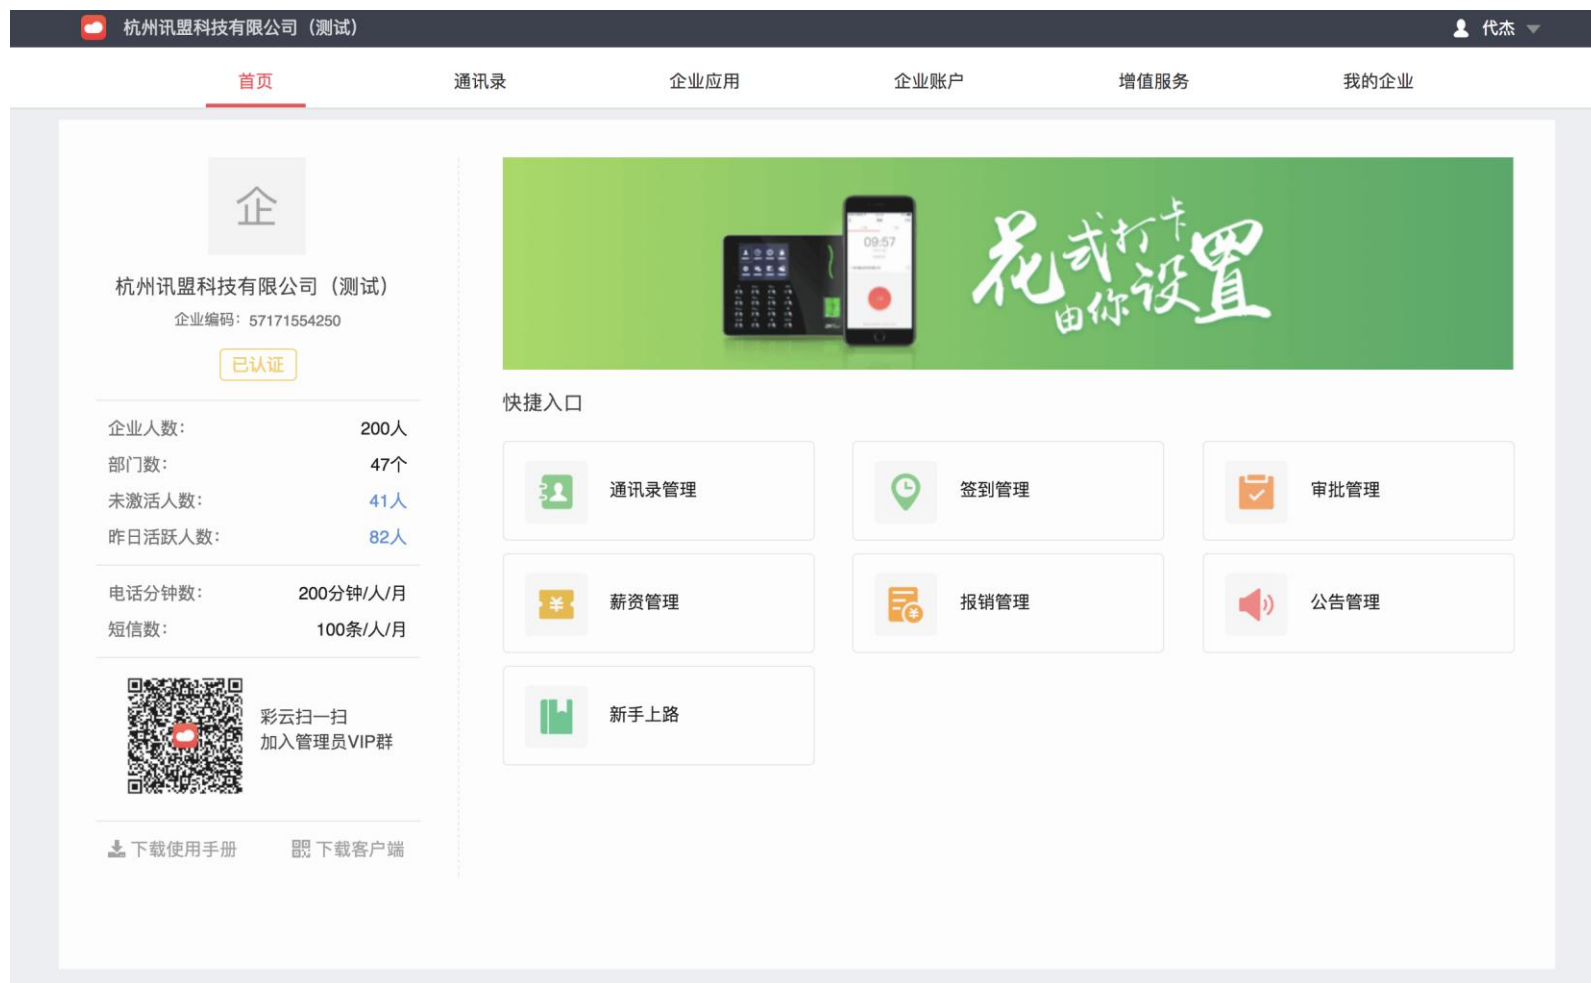 杭州讯盟科技有限公司（测试）
代杰
首页 通讯录 企业应用 企业账户 增值服务 我的企业
企
杭州讯盟科技有限公司（测试）
企业编码：57171554250
已认证
企业人数： 200人
部门数： 47个
未激活人数： 41人
昨日活跃人数： 82人
电话分钟数： 200分钟/人/月
短信数： 100条/人/月
彩云扫一扫
加入管理员VIP群
下载使用手册 下载客户端
09:57
花式打卡
由你设置
快捷入口
通讯录管理 签到管理 审批管理
薪资管理 报销管理 公告管理
新手上路